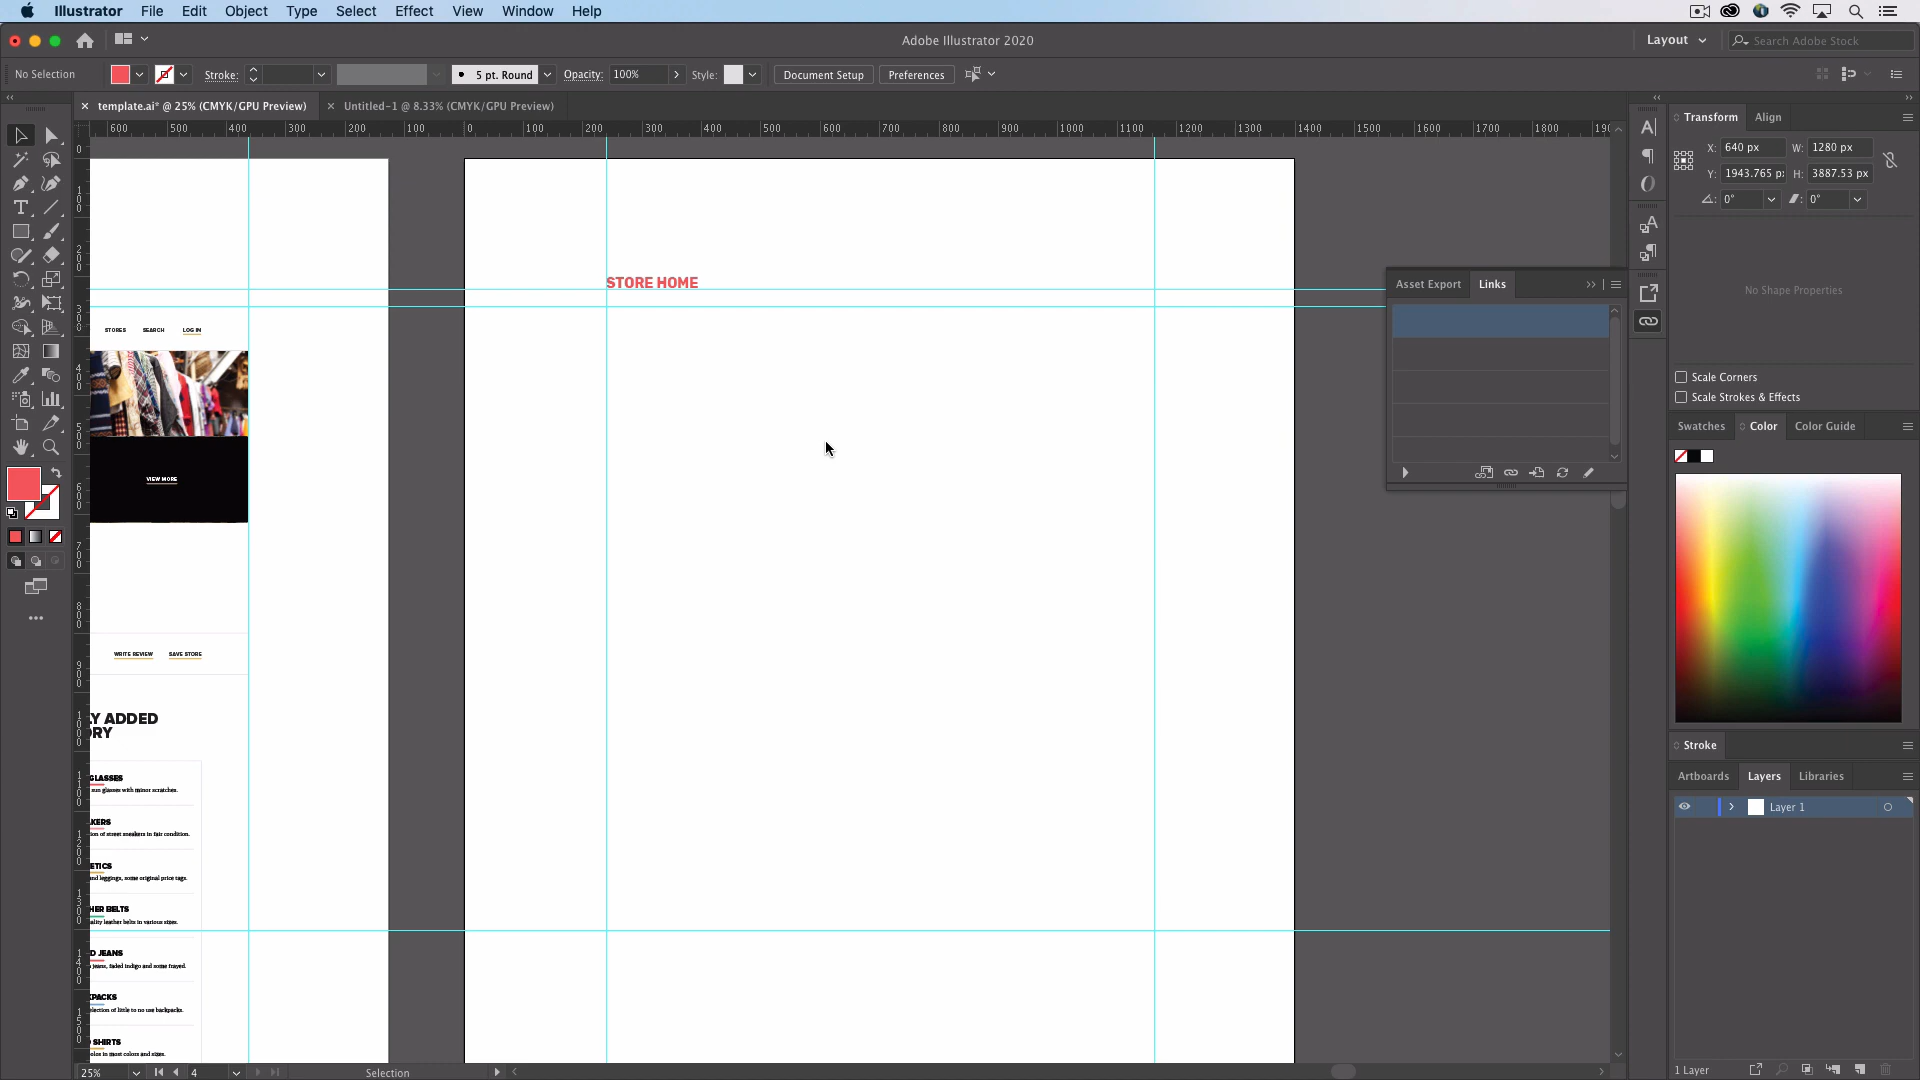 Illustrator File Edit Object Type Select Effect View Window Help
Adobe Illustrator 2020
Layout
Search Adobe Stock
No Selection
Stroke:
5 pt. Round
Opacity: 100%
Style:
Document Setup
Preferences
template.ai* @ 25% (CMYK/GPU Preview)
Untitled-1 @ 8.33% (CMYK/GPU Preview)
600 500 400 300 200 100 0 100 200 300 400 500 600 700 800 900 1000 1100 1200 1300 1400 1500 1600 1700 1800
Transform Align
X: 640 px W: 1280 px
Y: 1943.765 p H: 3887.53 px
0° 0°
No Shape Properties
Scale Corners
Scale Strokes & Effects
Swatches Color Color Guide
Stroke
Artboards Layers Libraries
Layer 1
1 Layer
Asset Export Links
STORE HOME
STORES SEARCH LOG IN
VIEW MORE
WRITE REVIEW SAVE STORE
LY ADDED
ORY
GLASSES
sun glasses with minor scratches.
KERS
ion of street sneakers in fair condition.
ETICS
and leggings, some original price tags.
HER BELTS
ality leather belts in various sizes.
D JEANS
jeans, faded indigo and some frayed.
KPACKS
election of little to no use backpacks.
SHIRTS
olos in most colors and sizes.
25% 4 Selection